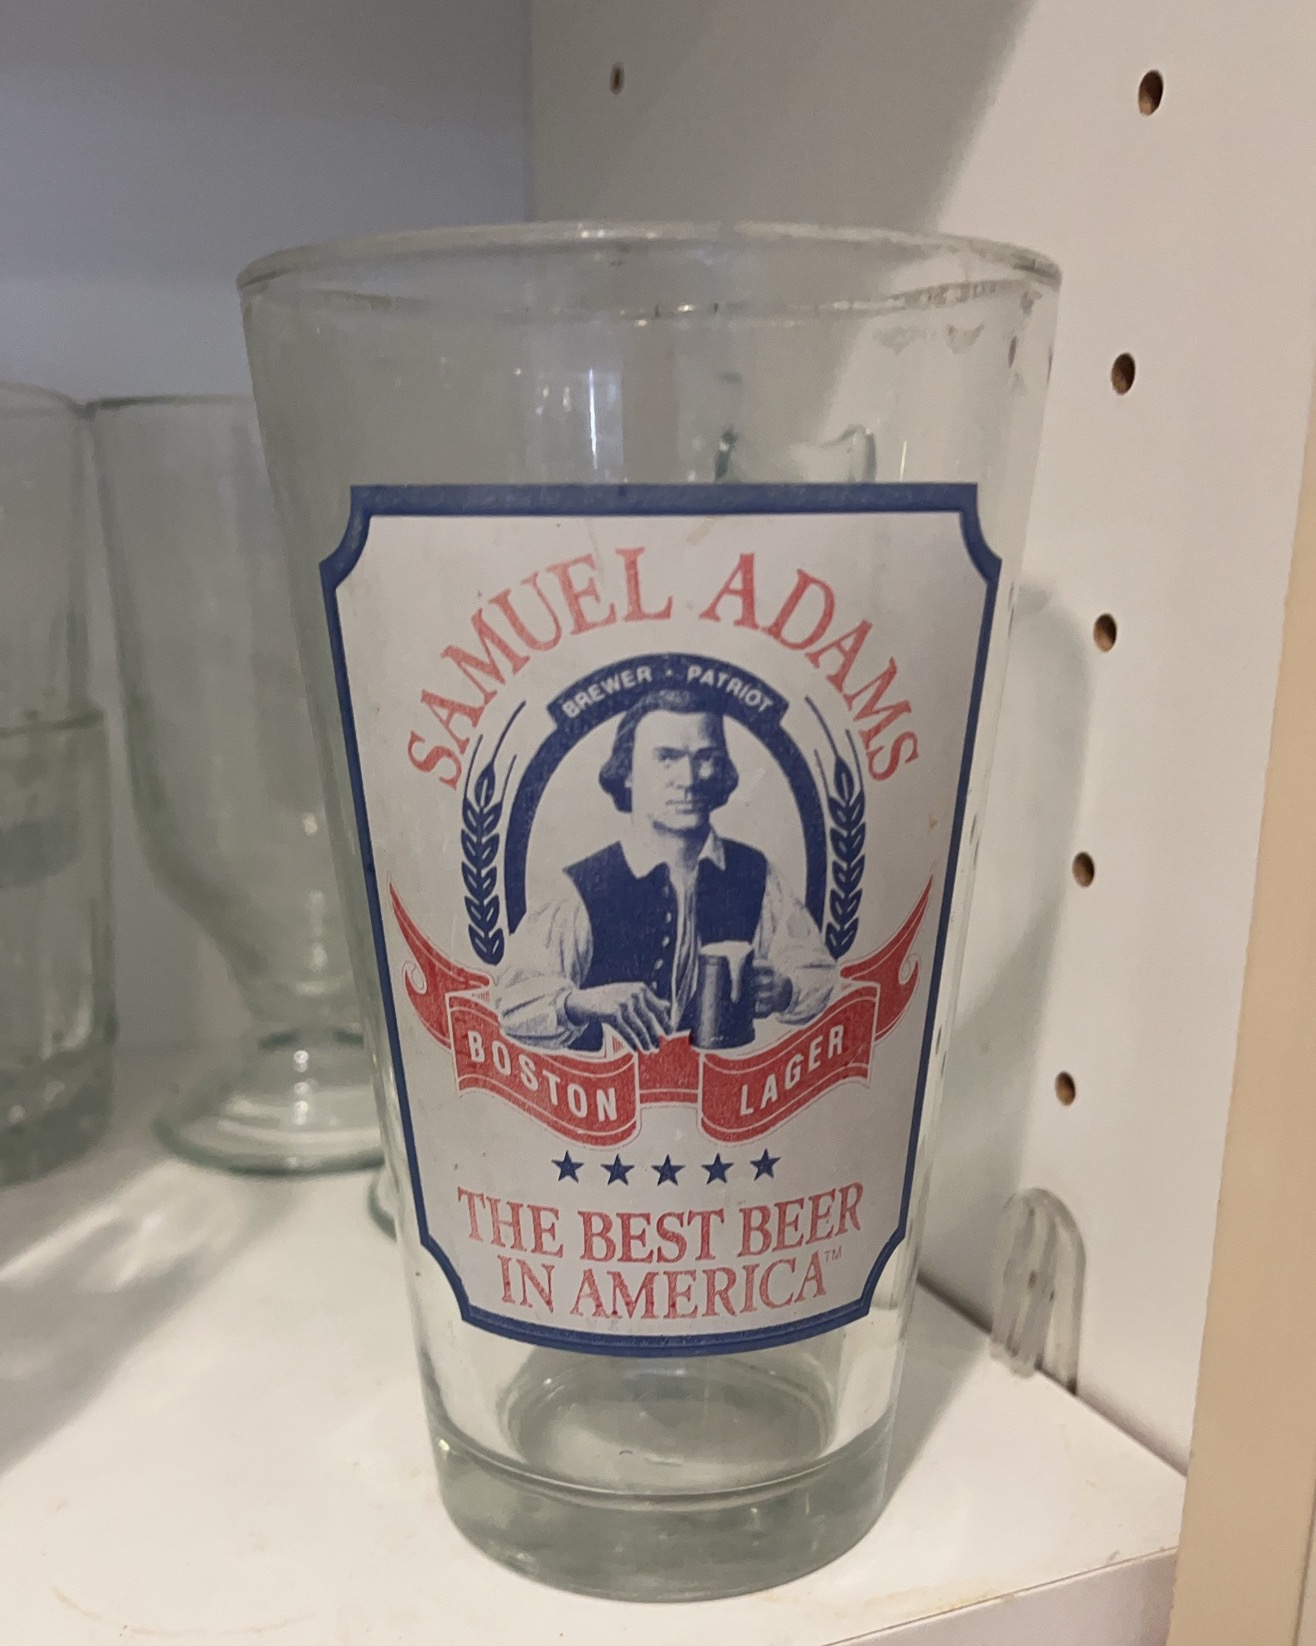 SAMUEL ADAMS
BREWER · PATRIOT
BOSTON LAGER
THE BEST BEER
IN AMERICA™